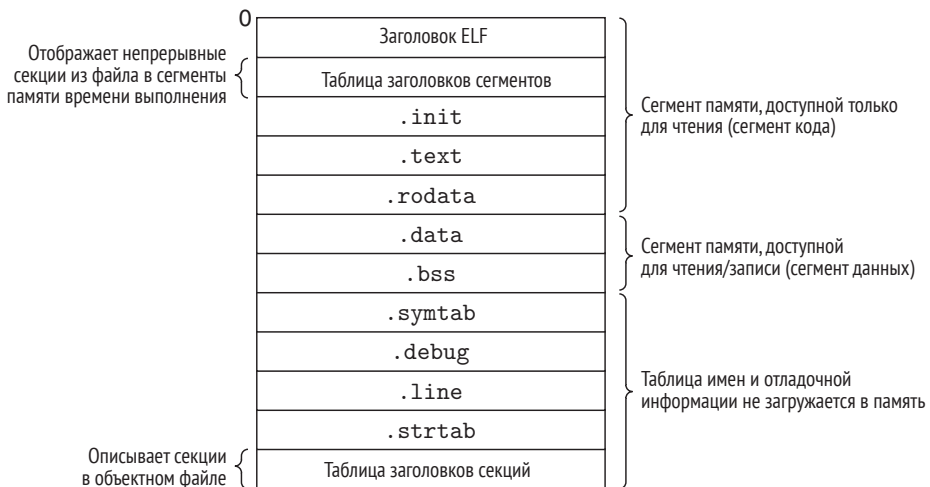 0
Заголовок ELF
Отображает непрерывные
секции из файла в сегменты
памяти времени выполнения
Таблица заголовков сегментов
.init
.text
.rodata
Сегмент памяти, доступной только
для чтения (сегмент кода)
.data
.bss
Сегмент памяти, доступной
для чтения/записи (сегмент данных)
.symtab
.debug
.line
.strtab
Таблица имен и отладочной
информации не загружается в память
Описывает секции
в объектном файле
Таблица заголовков секций